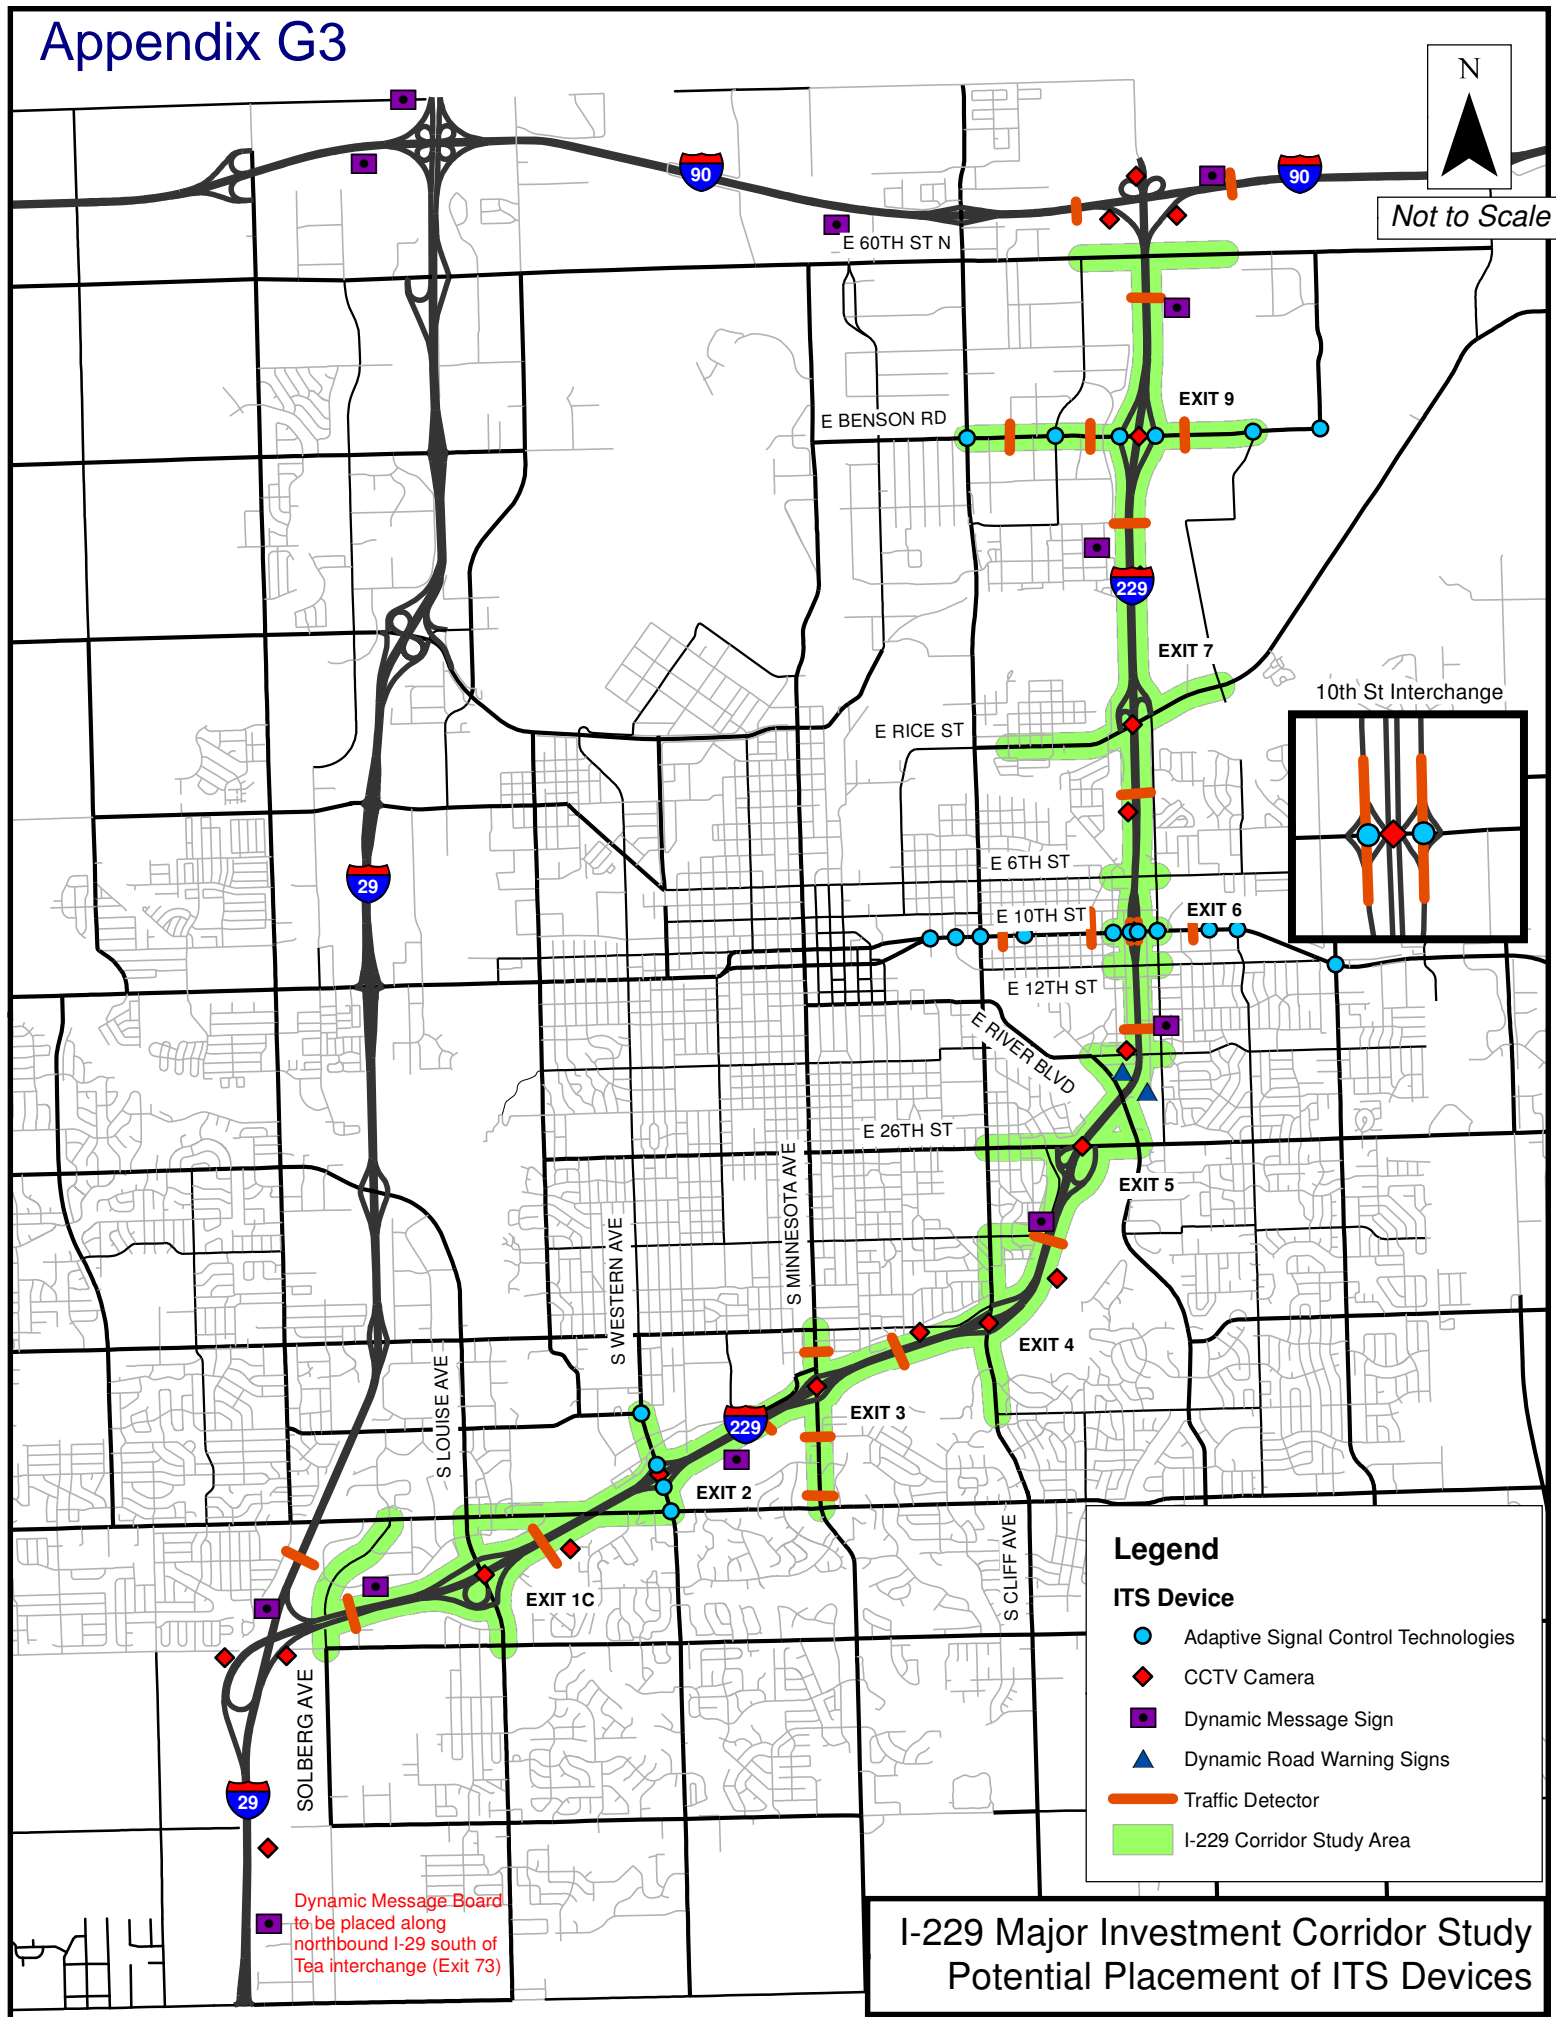 Appendix G3
N
Not to Scale
90
90
E 60TH ST N
EXIT 9
E BENSON RD
229
EXIT 7
10th St Interchange
E RICE ST
E 6TH ST
29
E 10TH ST
EXIT 6
E 12TH ST
E RIVER BLVD
E 26TH ST
EXIT 5
S MINNESOTA AVE
S WESTERN AVE
EXIT 4
S LOUISE AVE
EXIT 3
229
EXIT 2
S CLIFF AVE
EXIT 1C
SOLBERG AVE
29
Legend
ITS Device
Adaptive Signal Control Technologies
CCTV Camera
Dynamic Message Sign
Dynamic Road Warning Signs
Traffic Detector
I-229 Corridor Study Area
Dynamic Message Board
to be placed along
northbound I-29 south of
Tea interchange (Exit 73)
I-229 Major Investment Corridor Study
Potential Placement of ITS Devices